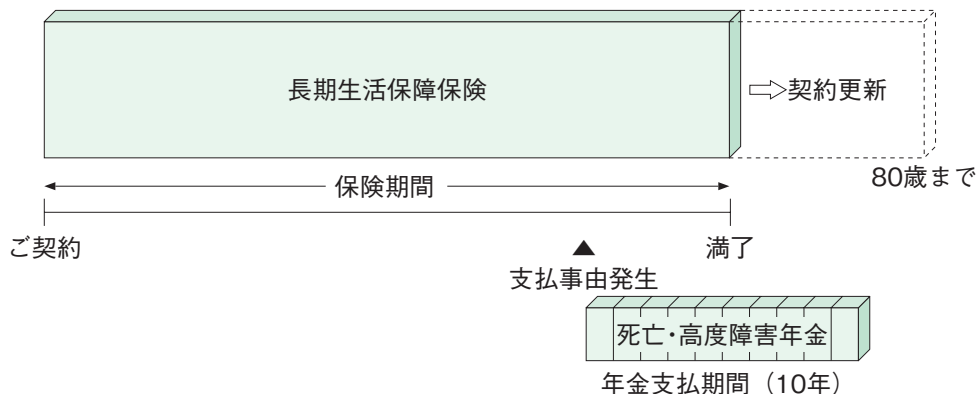 長期生活保障保険
契約更新
80歳まで
保険期間
ご契約
満了
支払事由発生
死亡・高度障害年金
年金支払期間（10年）